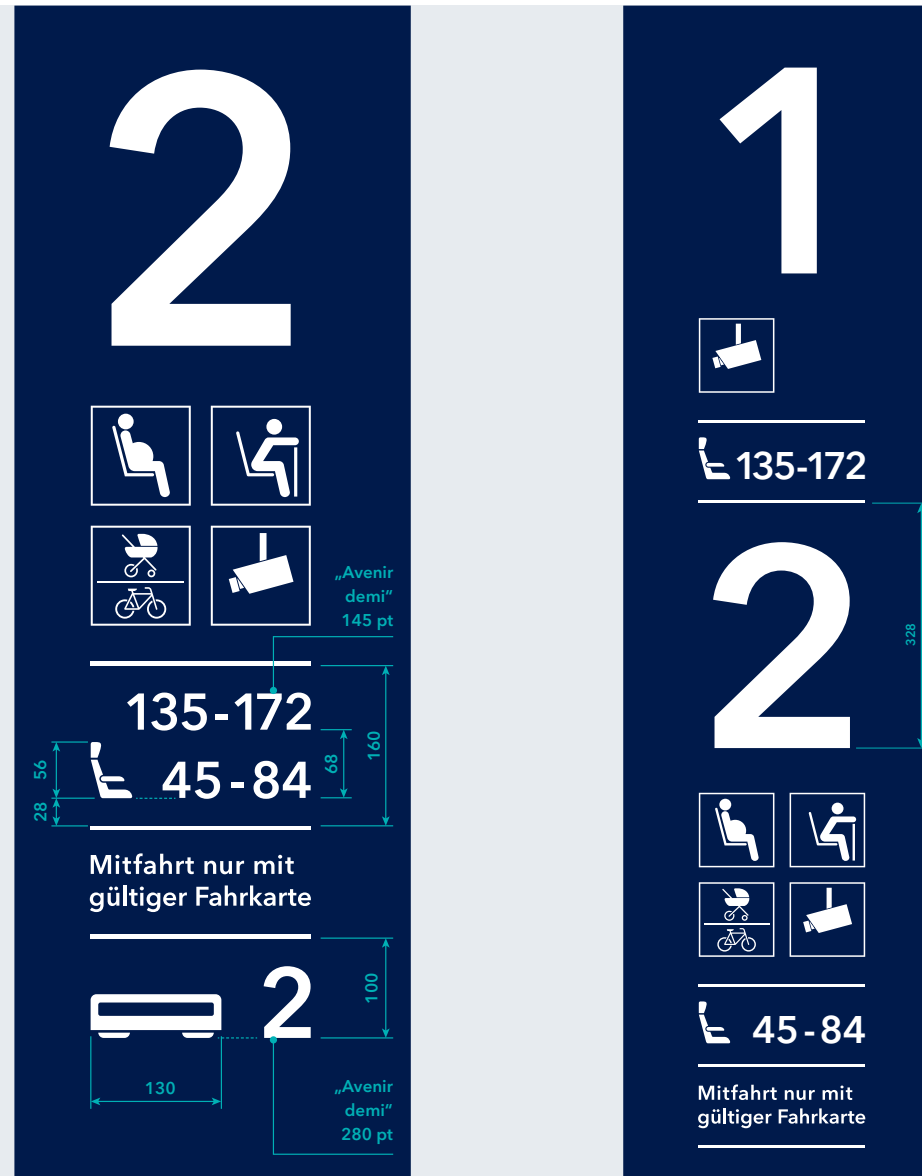 2
„Avenir
demi”
145 pt
135-172
45-84
56
28
68
160
Mitfahrt nur mit
gültiger Fahrkarte
2
100
130
„Avenir
demi”
280 pt
1
135-172
2
328
45-84
Mitfahrt nur mit
gültiger Fahrkarte